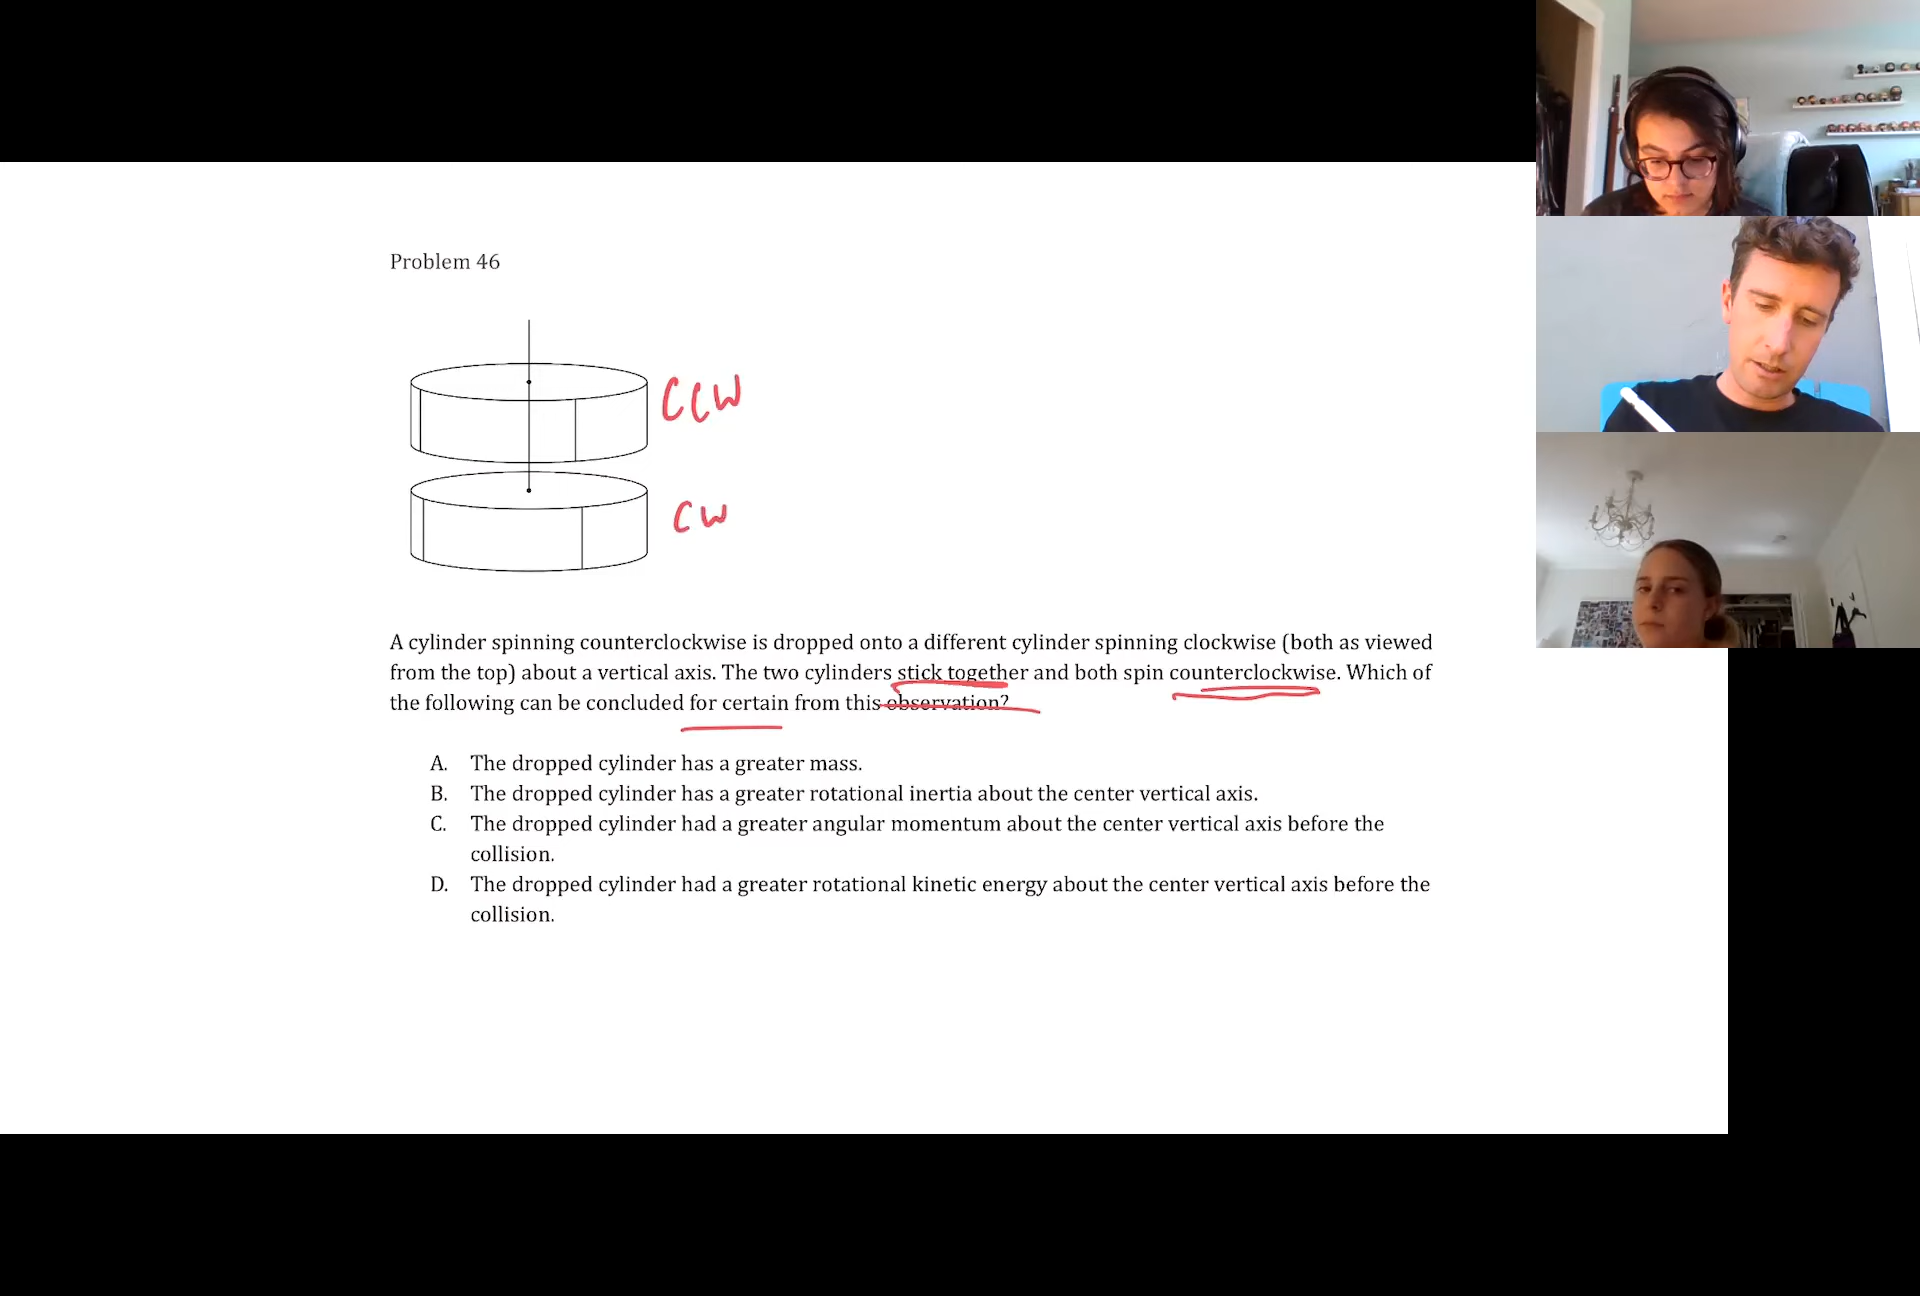 Problem 46
CCW
CW
A cylinder spinning counterclockwise is dropped onto a different cylinder spinning clockwise (both as viewed
from the top) about a vertical axis. The two cylinders stick together and both spin counterclockwise. Which of
the following can be concluded for certain from this observation?
A. The dropped cylinder has a greater mass.
B. The dropped cylinder has a greater rotational inertia about the center vertical axis.
C. The dropped cylinder had a greater angular momentum about the center vertical axis before the
collision.
D. The dropped cylinder had a greater rotational kinetic energy about the center vertical axis before the
collision.